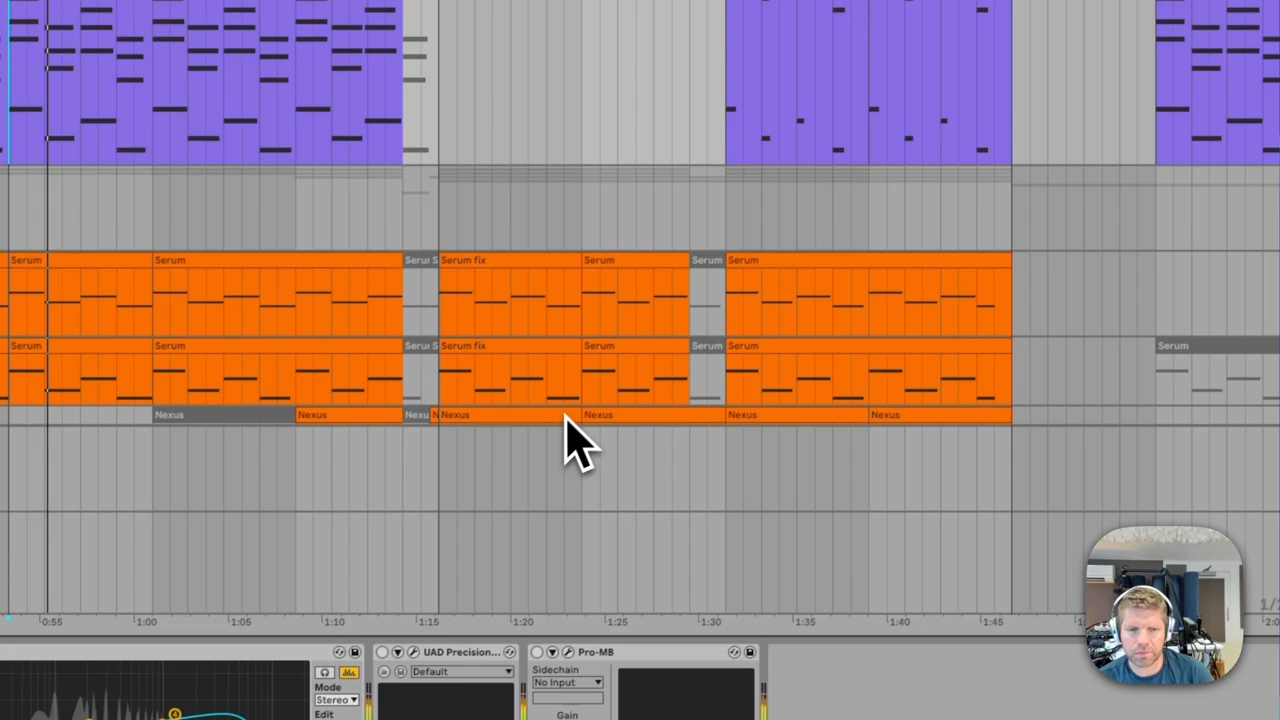 Serum Serum Seru S Serum fix Serum Serum Serum
Serum Serum Seru S Serum fix Serum Serum Serum Serum
Nexus Nexus Nexu N Nexus Nexus Nexus Nexus
1/
0:55 1:00 1:05 1:10 1:15 1:20 1:25 1:30 1:35 1:40 1:45
UAD Precision... Pro-MB
Default Sidechain
No Input
Mode
Stereo
Edit
Gain
4